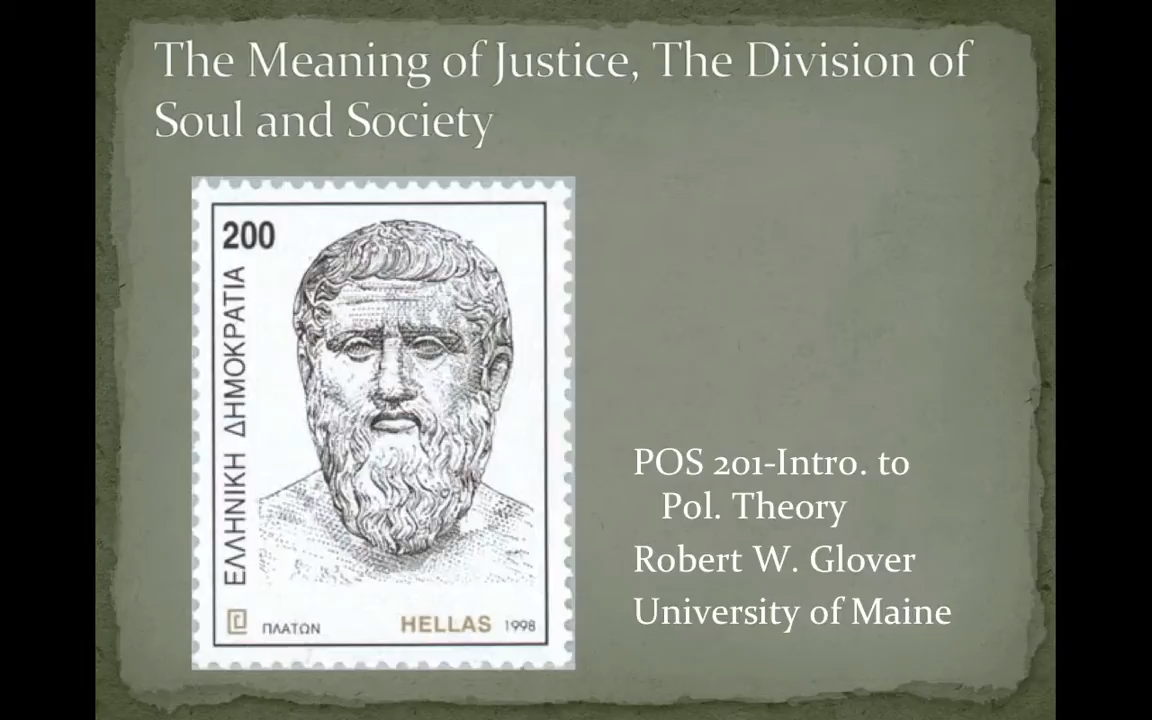 The Meaning of Justice, The Division of
Soul and Society
200
ΕΛΛΗΝΙΚΗ ΔΗΜΟΚΡΑΤΙΑ
ΠΛΑΤΩΝ
HELLAS 1998
POS 201-Intro. to
Pol. Theory
Robert W. Glover
University of Maine